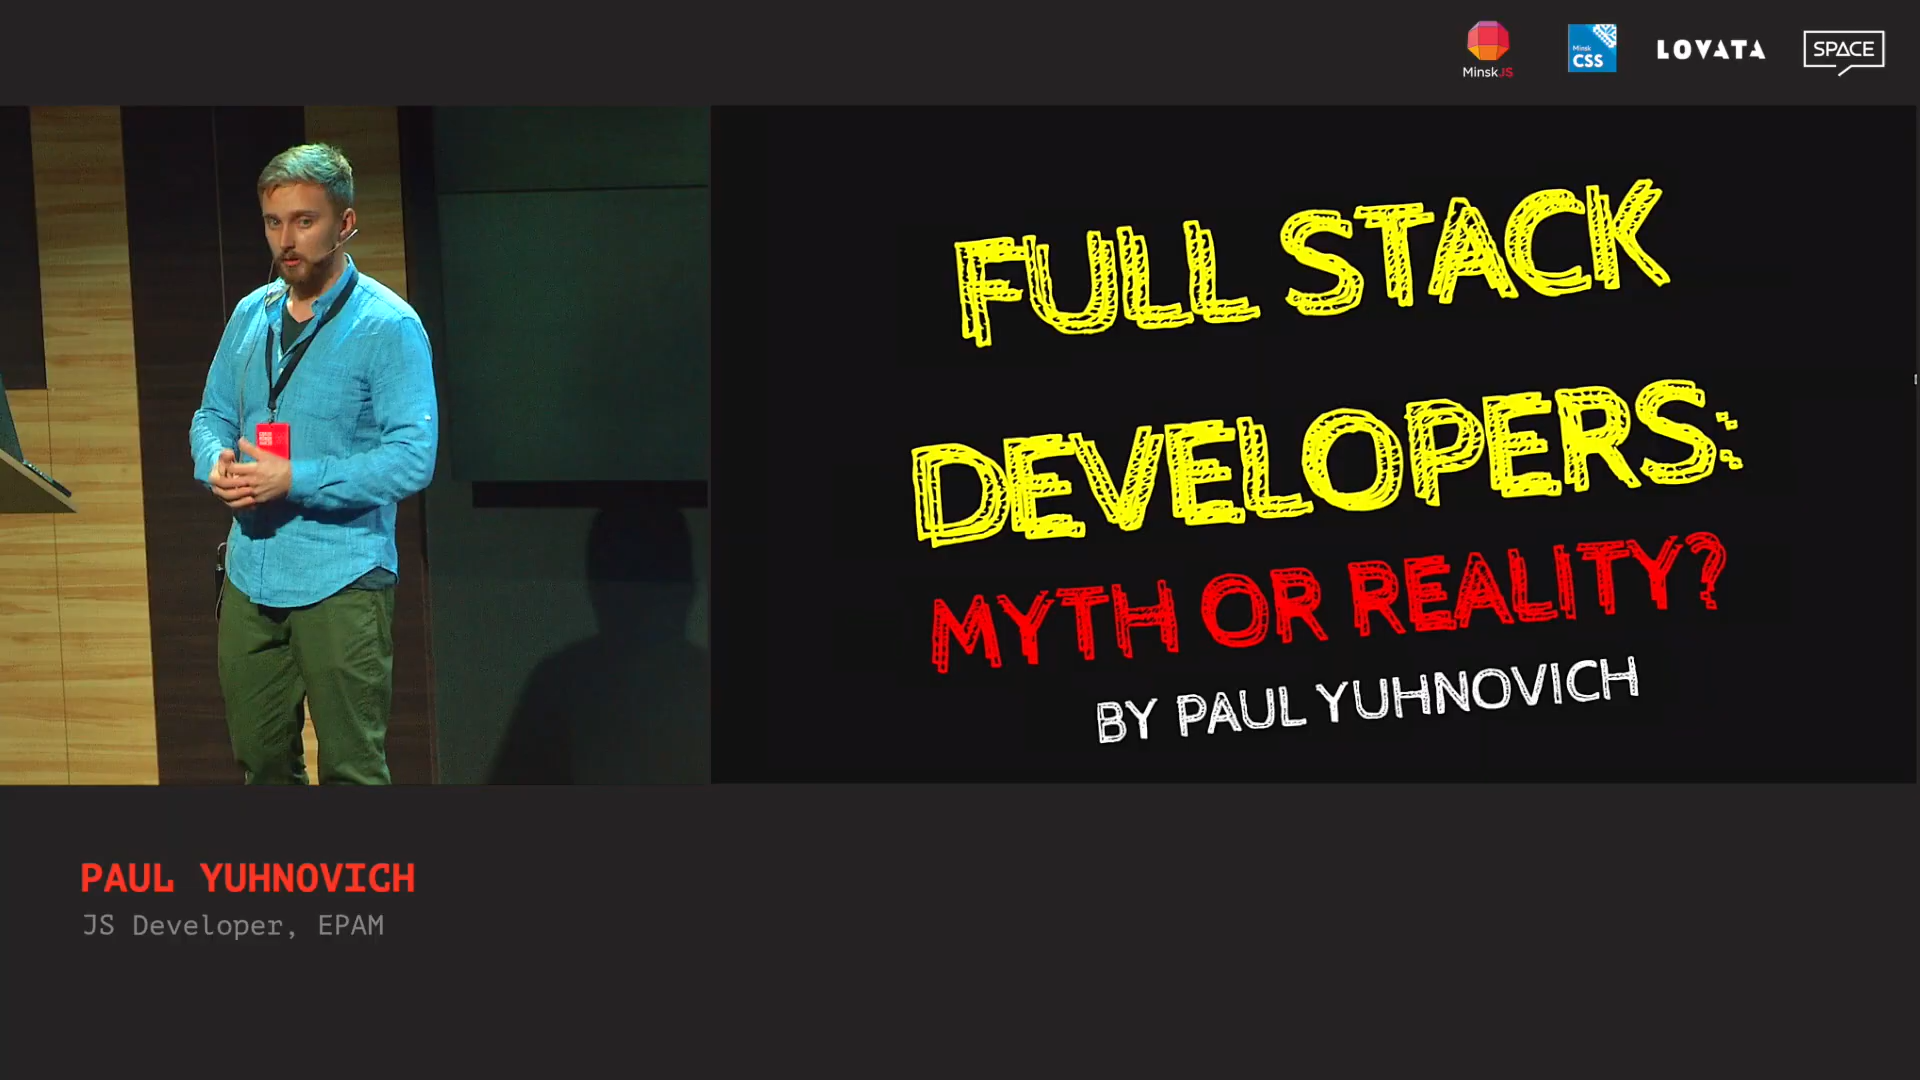 MinskJS
Minsk
CSS
LOVATA
SPACE
FULL STACK
DEVELOPERS:
MYTH OR REALITY?
BY PAUL YUHNOVICH
PAUL YUHNOVICH
JS Developer, EPAM